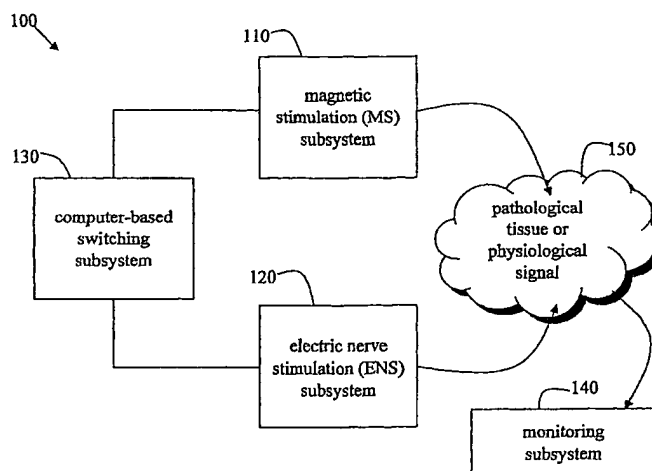 100
110
magnetic
stimulation (MS)
subsystem
130
computer-based
switching
subsystem
150
pathological
tissue or
physiological
signal
120
electric nerve
stimulation (ENS)
subsystem
140
monitoring
subsystem